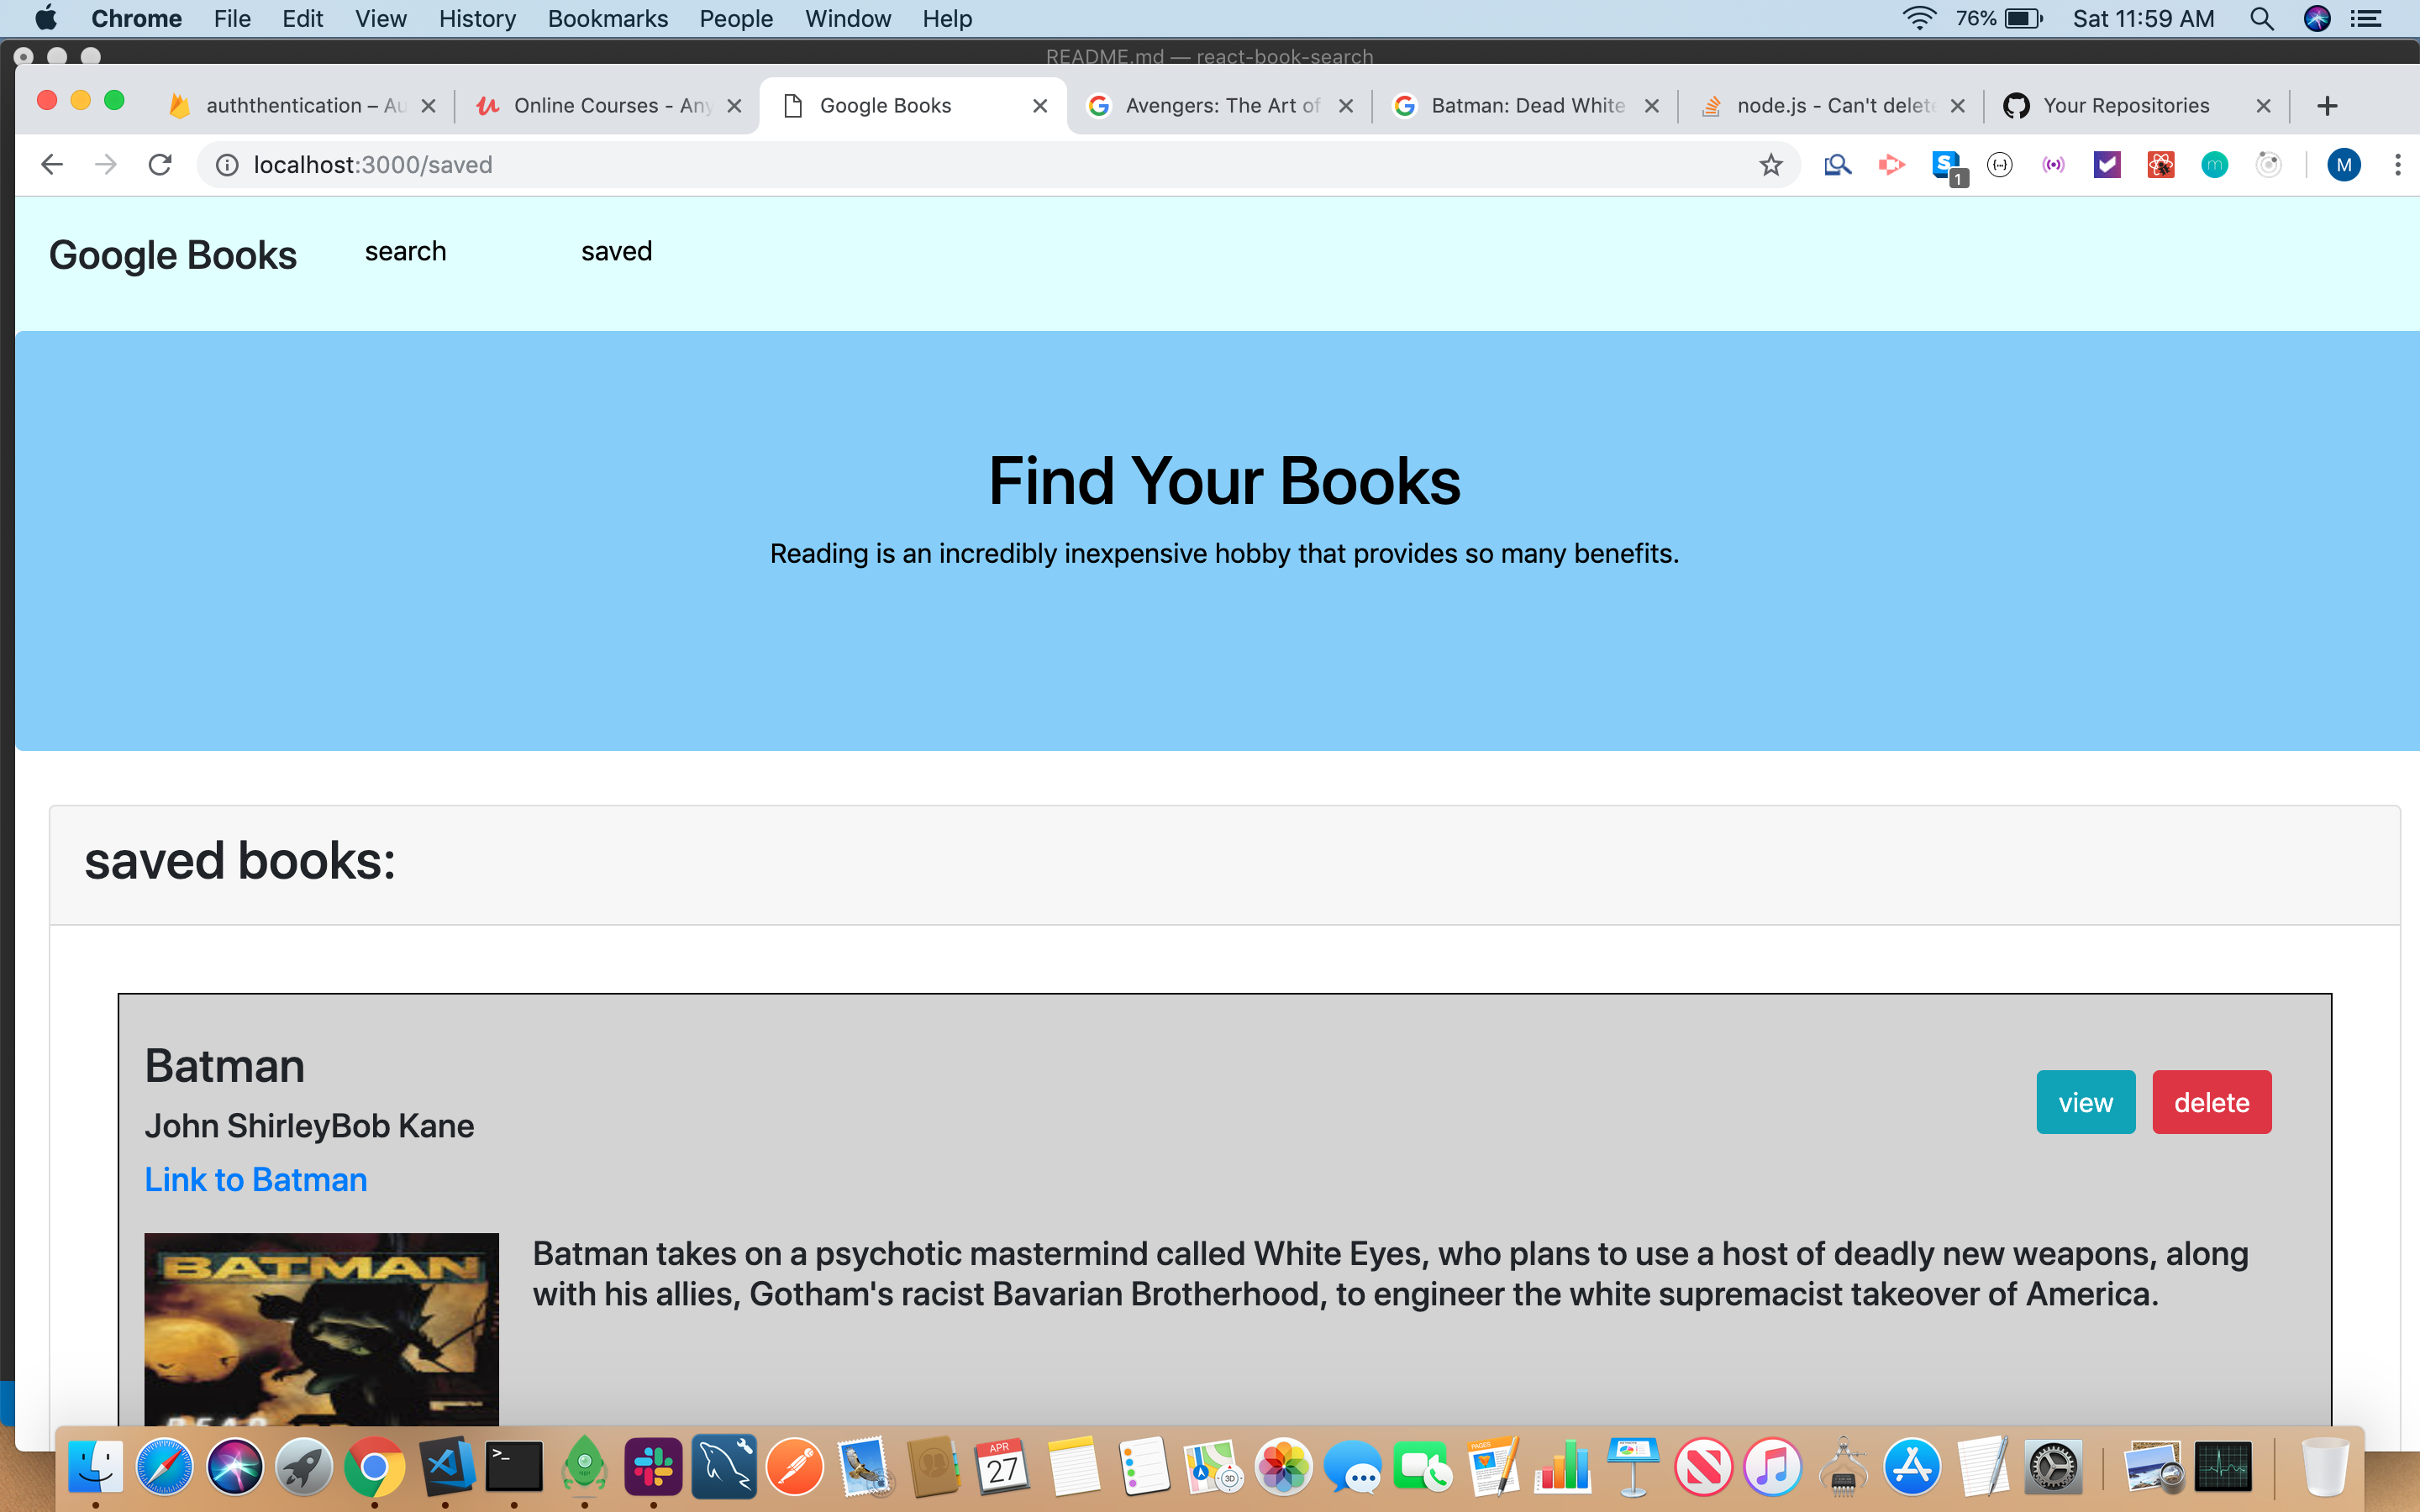 Chrome File Edit View History Bookmarks People Window Help 76% Sat 11:59 AM
README.md — react-book-search
auththentication – Au Online Courses - Any Google Books Avengers: The Art of Batman: Dead White node.js - Can't delete Your Repositories
localhost:3000/saved 1 M
Google Books search saved
Find Your Books
Reading is an incredibly inexpensive hobby that provides so many benefits.
saved books:
Batman
view delete
John ShirleyBob Kane
Link to Batman
BATMAN
Batman takes on a psychotic mastermind called White Eyes, who plans to use a host of deadly new weapons, along
with his allies, Gotham's racist Bavarian Brotherhood, to engineer the white supremacist takeover of America.
APR
27
3D
PAGES